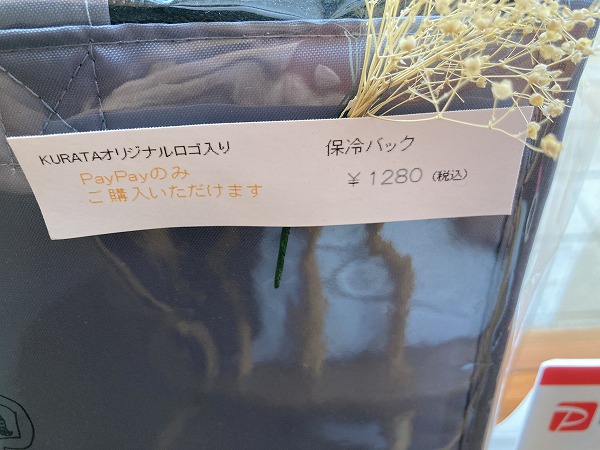 KURATAオリジナルロゴ入り
PayPayのみ
ご購入いただけます
保冷バック
￥1280（税込）